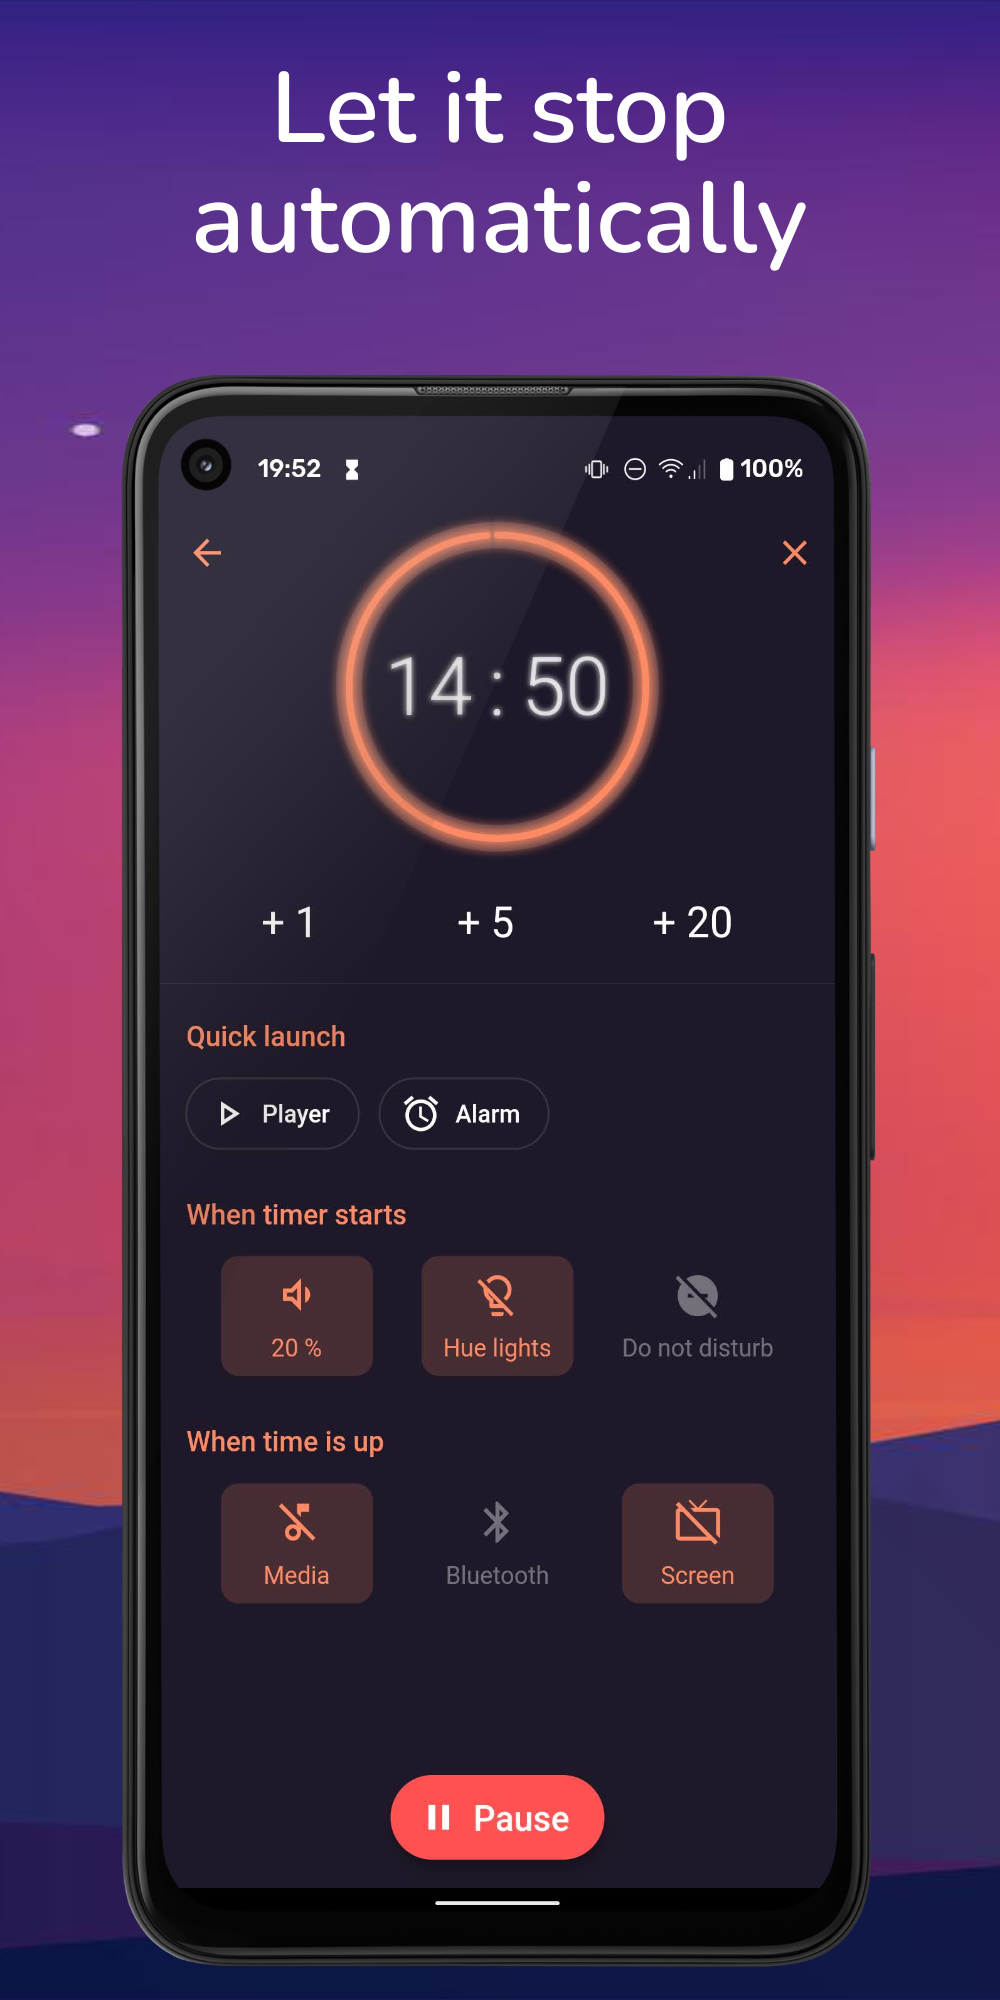 Let it stop
automatically
19:52 100%
14 : 50
+ 1 + 5 + 20
Quick launch
Player Alarm
When timer starts
20 % Hue lights Do not disturb
When time is up
Media Bluetooth Screen
Pause